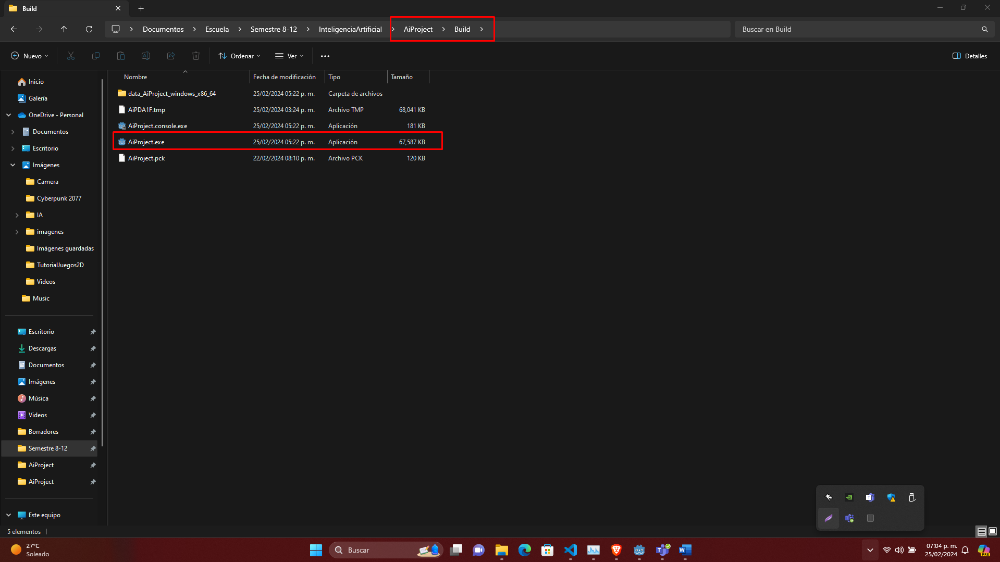 Build
Documentos
Escuela
Semestre 8-12
InteligenciaArtificial
AiProject
Build
Buscar en Build
Nuevo
Ordenar
Ver
Detalles
Nombre
Fecha de modificación
Tipo
Tamaño
data_AiProject_windows_x86_64 25/02/2024 05:22 p. m. Carpeta de archivos
AiPDA1F.tmp 25/02/2024 03:24 p. m. Archivo TMP 68,041 KB
AiProject.console.exe 25/02/2024 05:22 p. m. Aplicación 181 KB
AiProject.exe 25/02/2024 05:22 p. m. Aplicación 67,587 KB
AiProject.pck 22/02/2024 08:10 p. m. Archivo PCK 120 KB
Inicio
Galería
OneDrive - Personal
Documentos
Escritorio
Imágenes
Camera
Cyberpunk 2077
IA
imagenes
Imágenes guardadas
TutorialJuegos2D
Videos
Music
Escritorio
Descargas
Documentos
Imágenes
Música
Videos
Borradores
Semestre 8-12
AiProject
AiProject
Este equipo
5 elementos
27°C
Soleado
Buscar
07:04 p. m.
25/02/2024
PRE